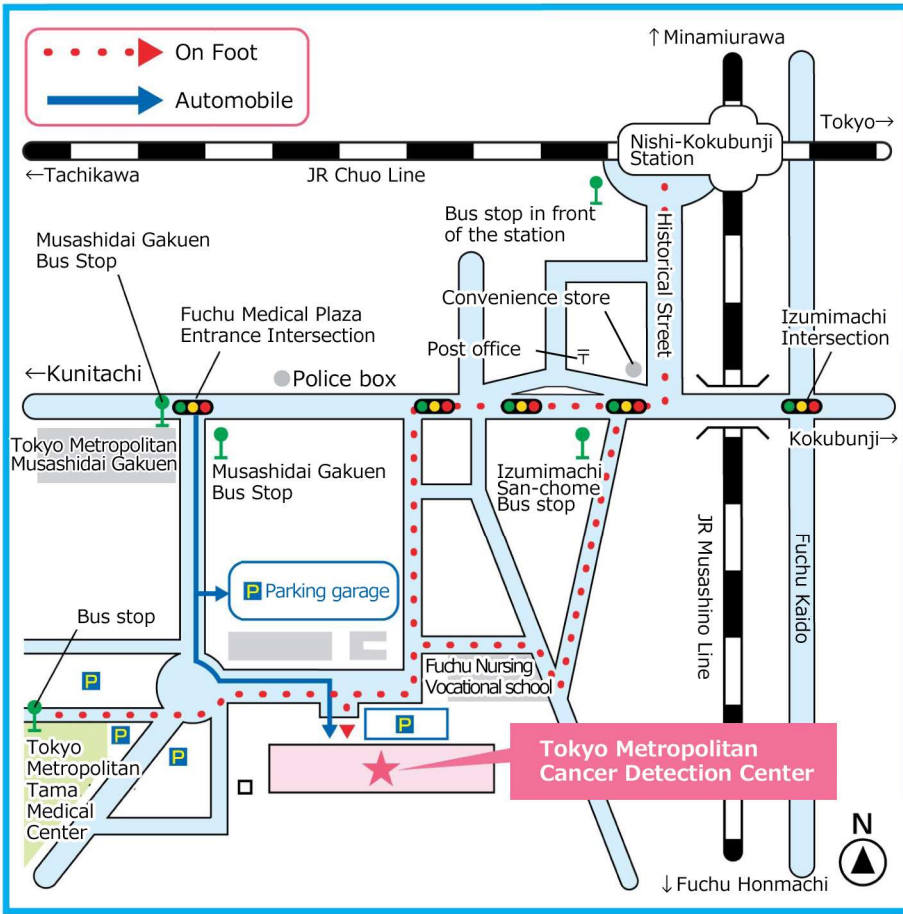 On Foot
Automobile
↑Minamiurawa
Tokyo→
Nishi-Kokubunji
Station
←Tachikawa
JR Chuo Line
Bus stop in front
of the station
Historical Street
Musashidai Gakuen
Bus Stop
Fuchu Medical Plaza
Entrance Intersection
Convenience store
Izumimachi
Intersection
Post office
〒
←Kunitachi
Police box
Kokubunji→
Tokyo Metropolitan
Musashidai Gakuen
Musashidai Gakuen
Bus Stop
Izumimachi
San-chome
Bus stop
JR Musashino Line
Fuchu Kaido
P Parking garage
Bus stop
Fuchu Nursing
Vocational school
P
P
P
P
Tokyo
Metropolitan
Tama
Medical
Center
Tokyo Metropolitan
Cancer Detection Center
N
↓Fuchu Honmachi